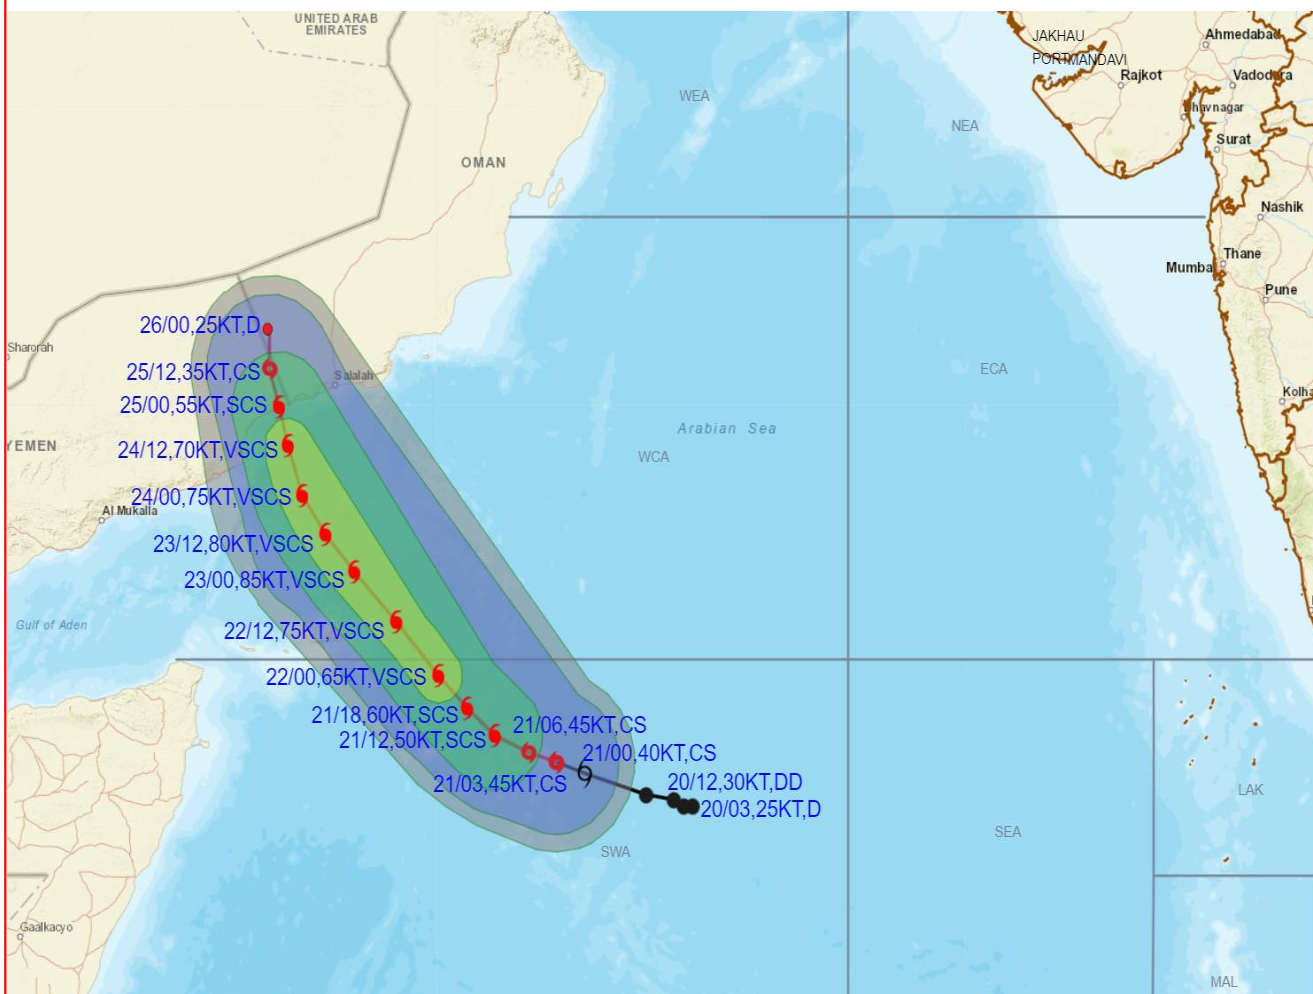 UNITED ARAB
EMIRATES
JAKHAU
PORT
MANDAVI
Ahmedabad
Rajkot
Vadodora
Bhavnagar
Surat
WEA
NEA
OMAN
Nashik
Thane
Mumbai
Pune
26/00,25KT,D
Sharorah
25/12,35KT,CS
Salalah
ECA
Kolha
25/00,55KT,SCS
YEMEN
24/12,70KT,VSCS
Arabian Sea
WCA
24/00,75KT,VSCS
Al Mukalla
23/12,80KT,VSCS
23/00,85KT,VSCS
Gulf of Aden
22/12,75KT,VSCS
22/00,65KT,VSCS
21/18,60KT,SCS
21/06,45KT,CS
21/12,50KT,SCS
21/00,40KT,CS
21/03,45KT,CS
20/12,30KT,DD
20/03,25KT,D
LAK
SEA
SWA
Gaalkacyo
MAL